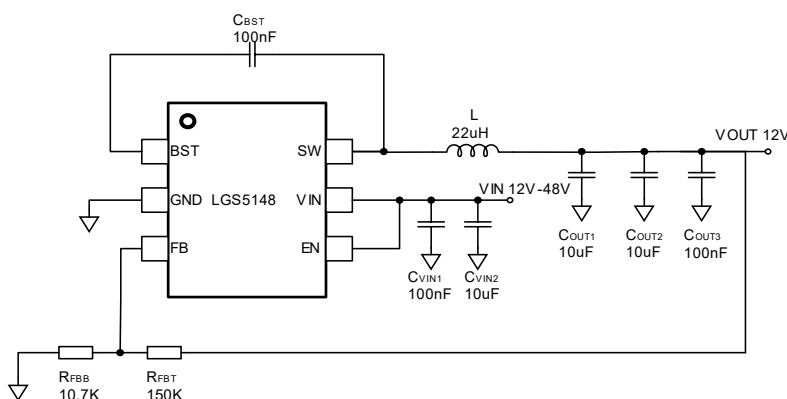 CBST
100nF
L
22uH
VOUT 12V
BST
SW
GND
LGS5148
VIN
VIN 12V-48V
FB
EN
COUT1
10uF
COUT2
10uF
COUT3
100nF
CVIN1
100nF
CVIN2
10uF
RFBB
10.7K
RFBT
150K